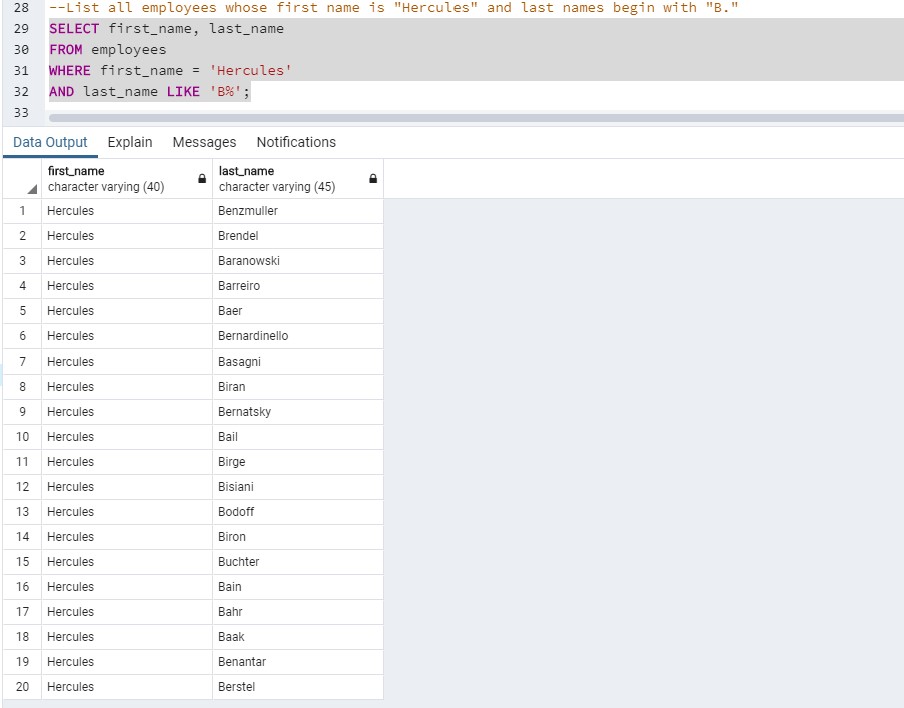 28 --List all employees whose first name is "Hercules" and last names begin with "B."
29 SELECT first_name, last_name
30 FROM employees
31 WHERE first_name = 'Hercules'
32 AND last_name LIKE 'B%';
33
Data Output Explain Messages Notifications
first_name last_name
character varying (40) character varying (45)
1 Hercules Benzmuller
2 Hercules Brendel
3 Hercules Baranowski
4 Hercules Barreiro
5 Hercules Baer
6 Hercules Bernardinello
7 Hercules Basagni
8 Hercules Biran
9 Hercules Bernatsky
10 Hercules Bail
11 Hercules Birge
12 Hercules Bisiani
13 Hercules Bodoff
14 Hercules Biron
15 Hercules Buchter
16 Hercules Bain
17 Hercules Bahr
18 Hercules Baak
19 Hercules Benantar
20 Hercules Berstel